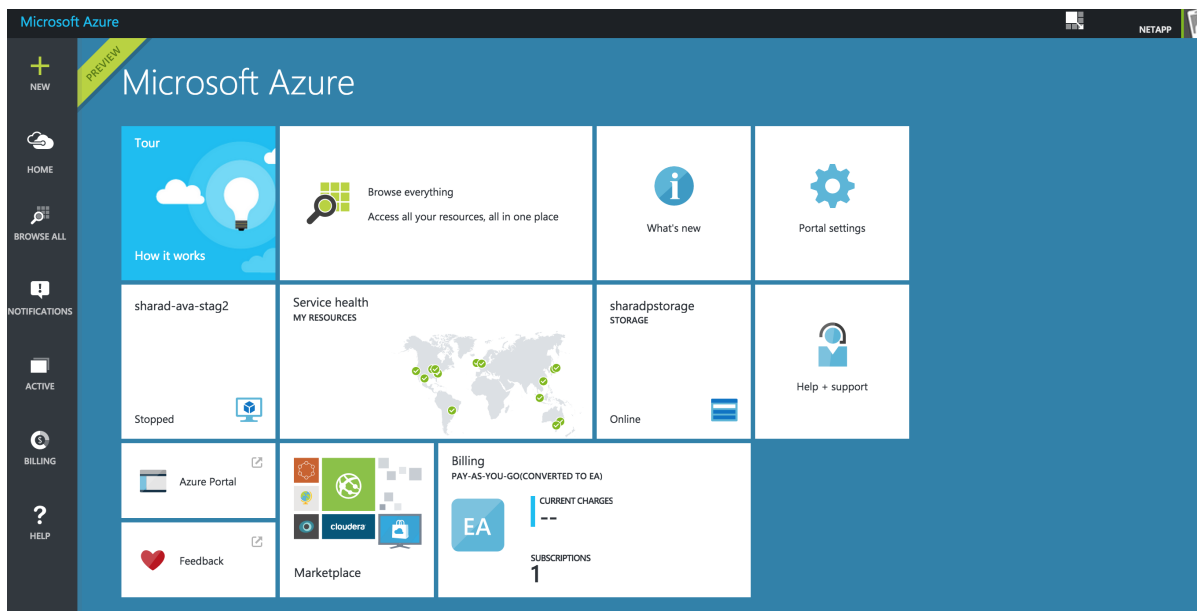 Microsoft Azure
NETAPP
NEW
HOME
BROWSE ALL
NOTIFICATIONS
ACTIVE
BILLING
HELP
PREVIEW
Microsoft Azure
Tour
How it works
Browse everything
Access all your resources, all in one place
What's new
Portal settings
sharad-ava-stag2
Stopped
Service health
MY RESOURCES
sharadpstorage
STORAGE
Online
Help + support
Azure Portal
Feedback
cloudera
Marketplace
Billing
PAY-AS-YOU-GO(CONVERTED TO EA)
EA
CURRENT CHARGES
--
SUBSCRIPTIONS
1